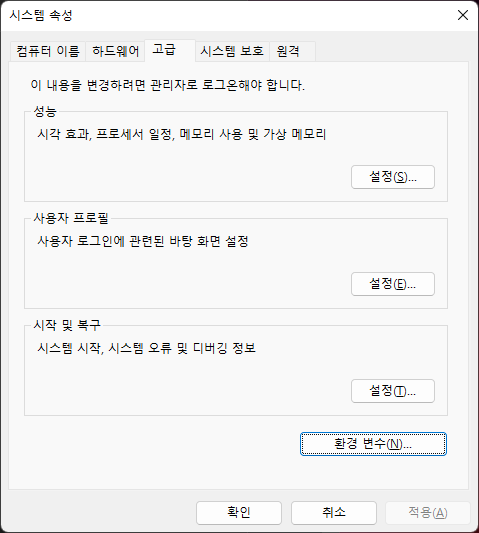 시스템 속성
컴퓨터 이름 하드웨어 고급 시스템 보호 원격
이 내용을 변경하려면 관리자로 로그온해야 합니다.
성능
시각 효과, 프로세서 일정, 메모리 사용 및 가상 메모리
설정(S)...
사용자 프로필
사용자 로그인에 관련된 바탕 화면 설정
설정(E)...
시작 및 복구
시스템 시작, 시스템 오류 및 디버깅 정보
설정(T)...
환경 변수(N)...
확인 취소 적용(A)